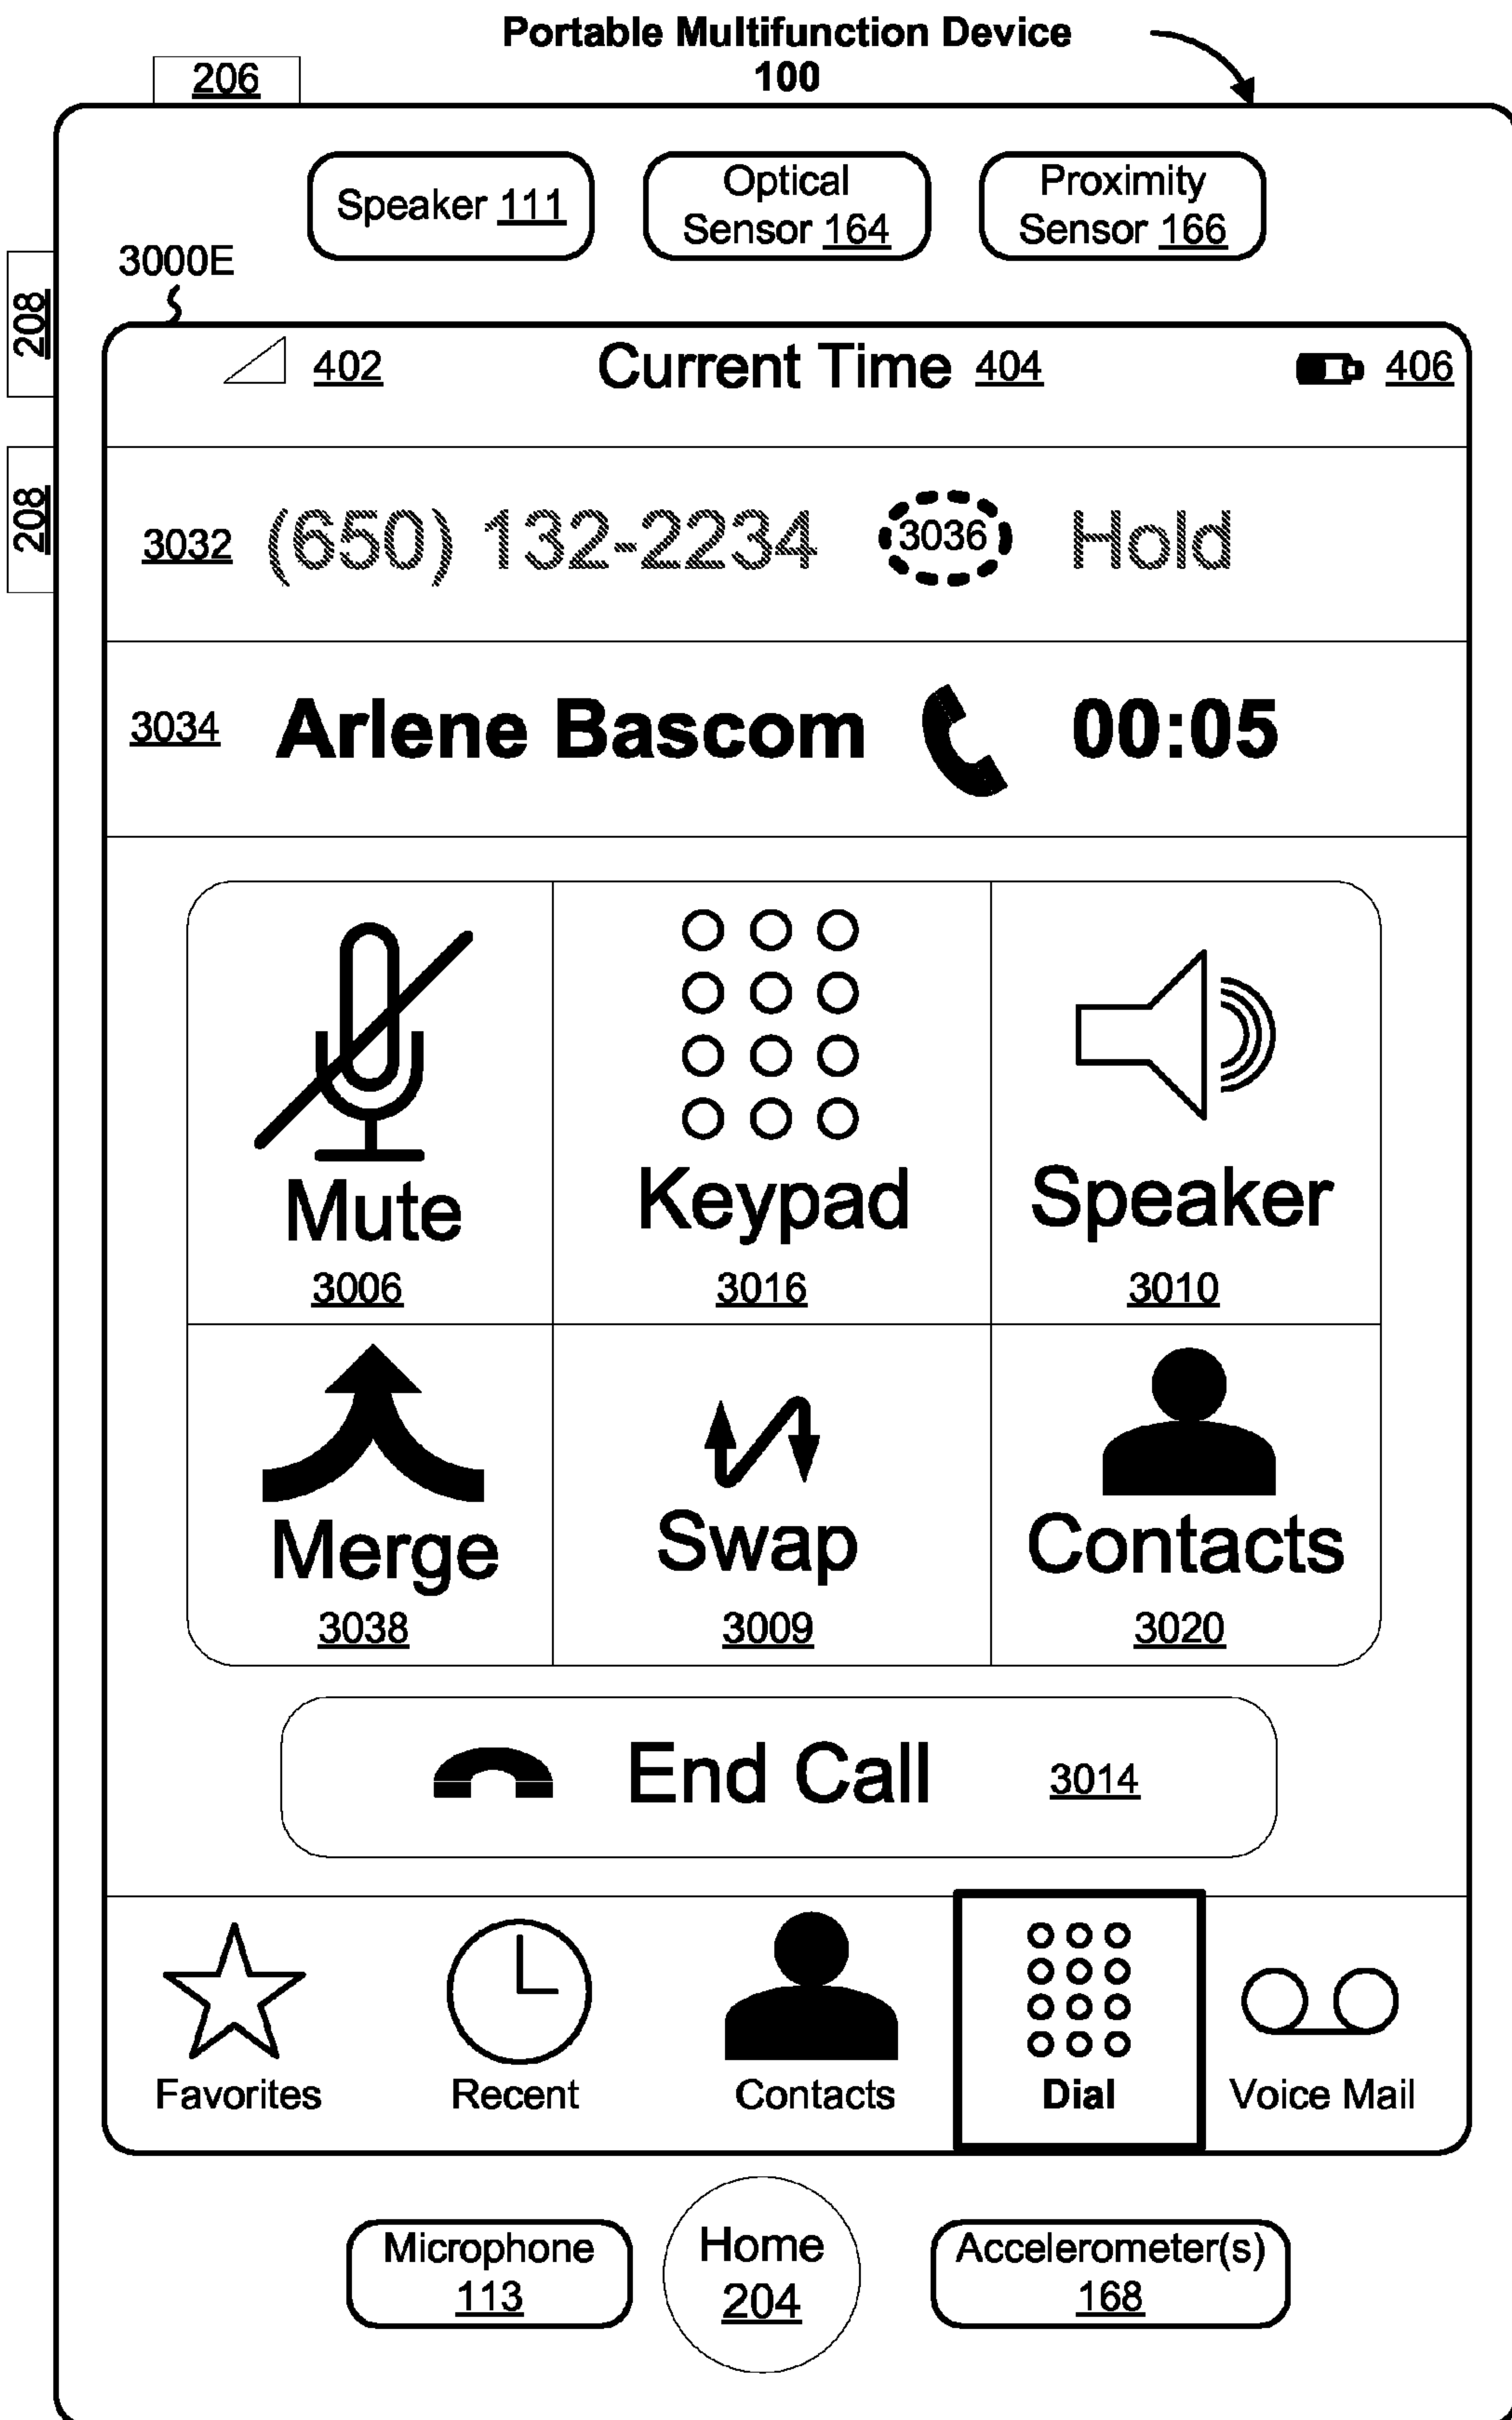 Portable Multifunction Device
100
206
Speaker 111
Optical
Sensor 164
Proximity
Sensor 166
3000E
208
402 Current Time 404 406
208
3032 (650) 132-2234 3036 Hold
3034 Arlene Bascom 00:05
Mute Keypad Speaker
3006 3016 3010
Merge Swap Contacts
3038 3009 3020
End Call 3014
Favorites Recent Contacts Dial Voice Mail
Microphone
113
Home
204
Accelerometer(s)
168